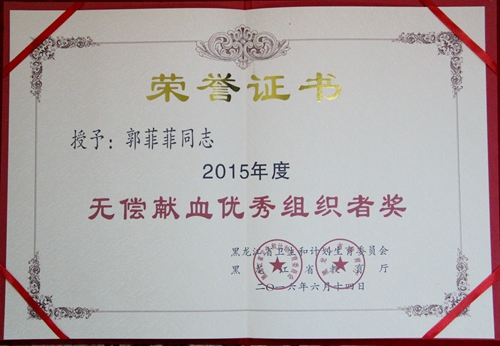 荣誉证书
授予：郭菲菲同志
2015年度
无偿献血优秀组织者奖
黑龙江省卫生和计划生育委员会
黑龙江省教育厅
二〇一六年六月十四日